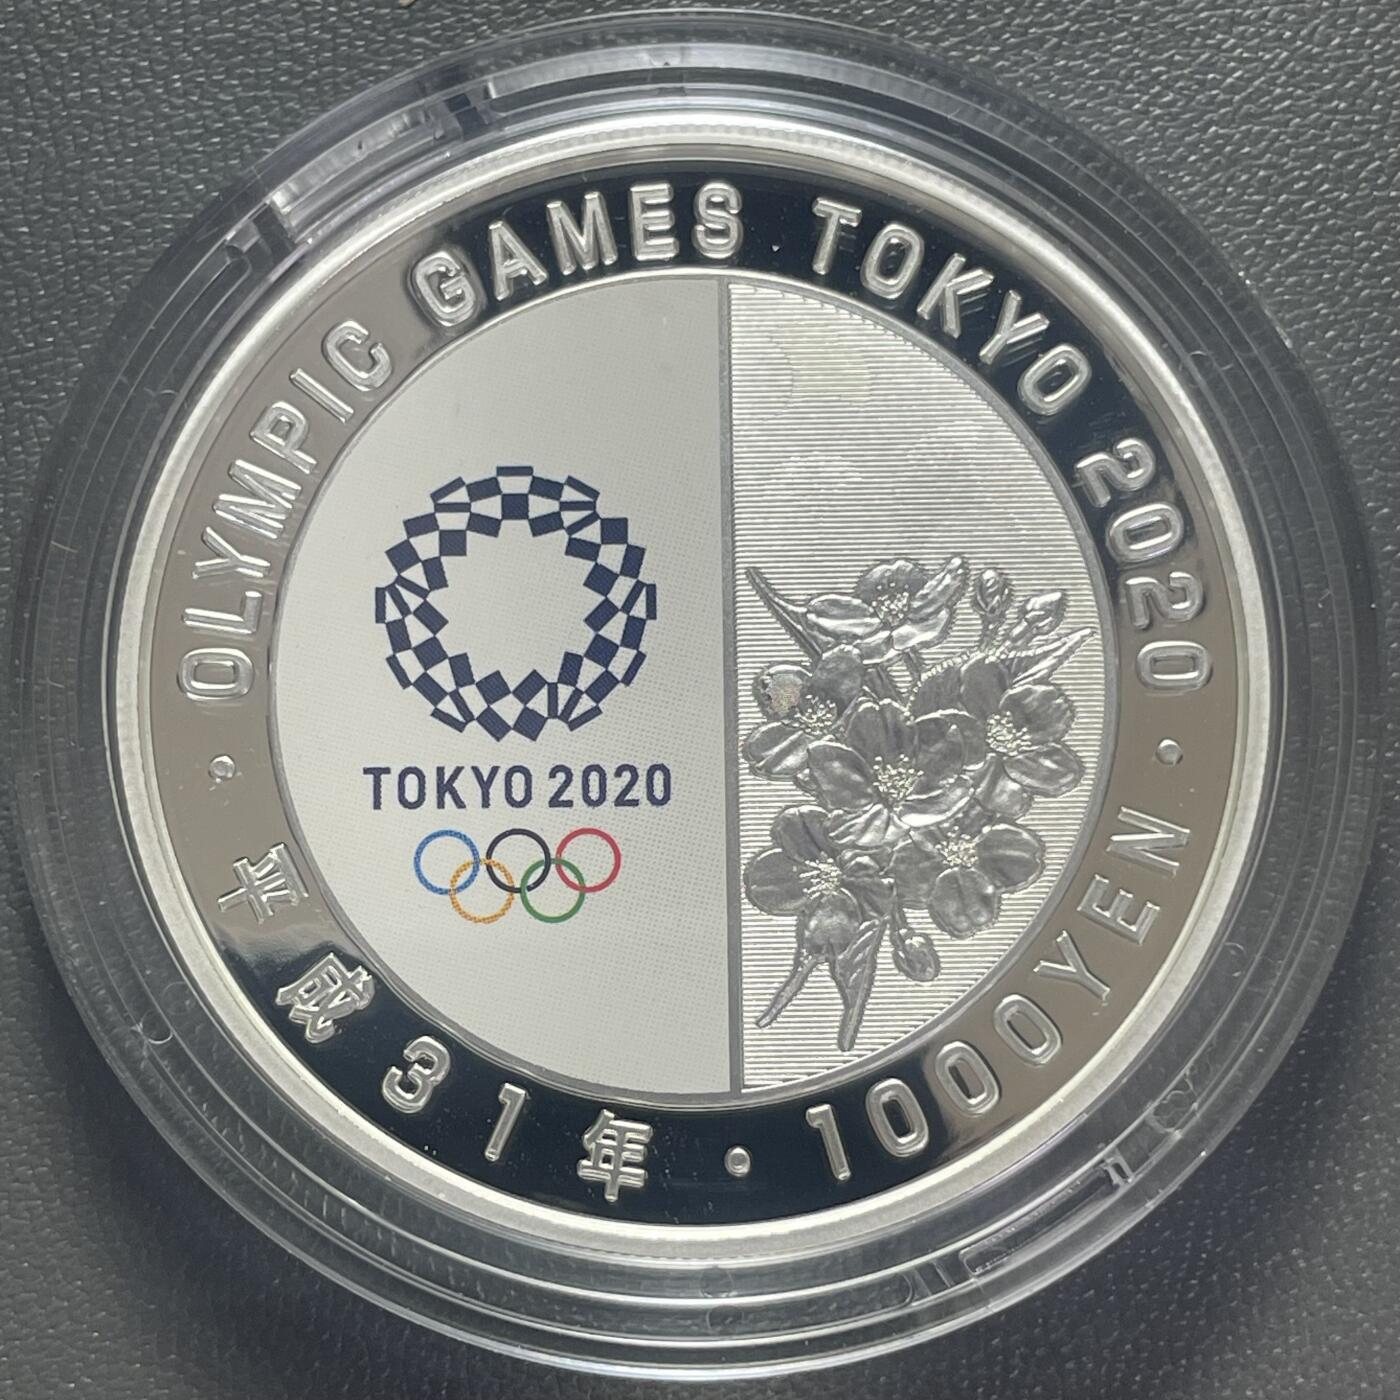 OLYMPIC GAMES TOKYO 2020
TOKYO 2020
平成31年・1000YEN